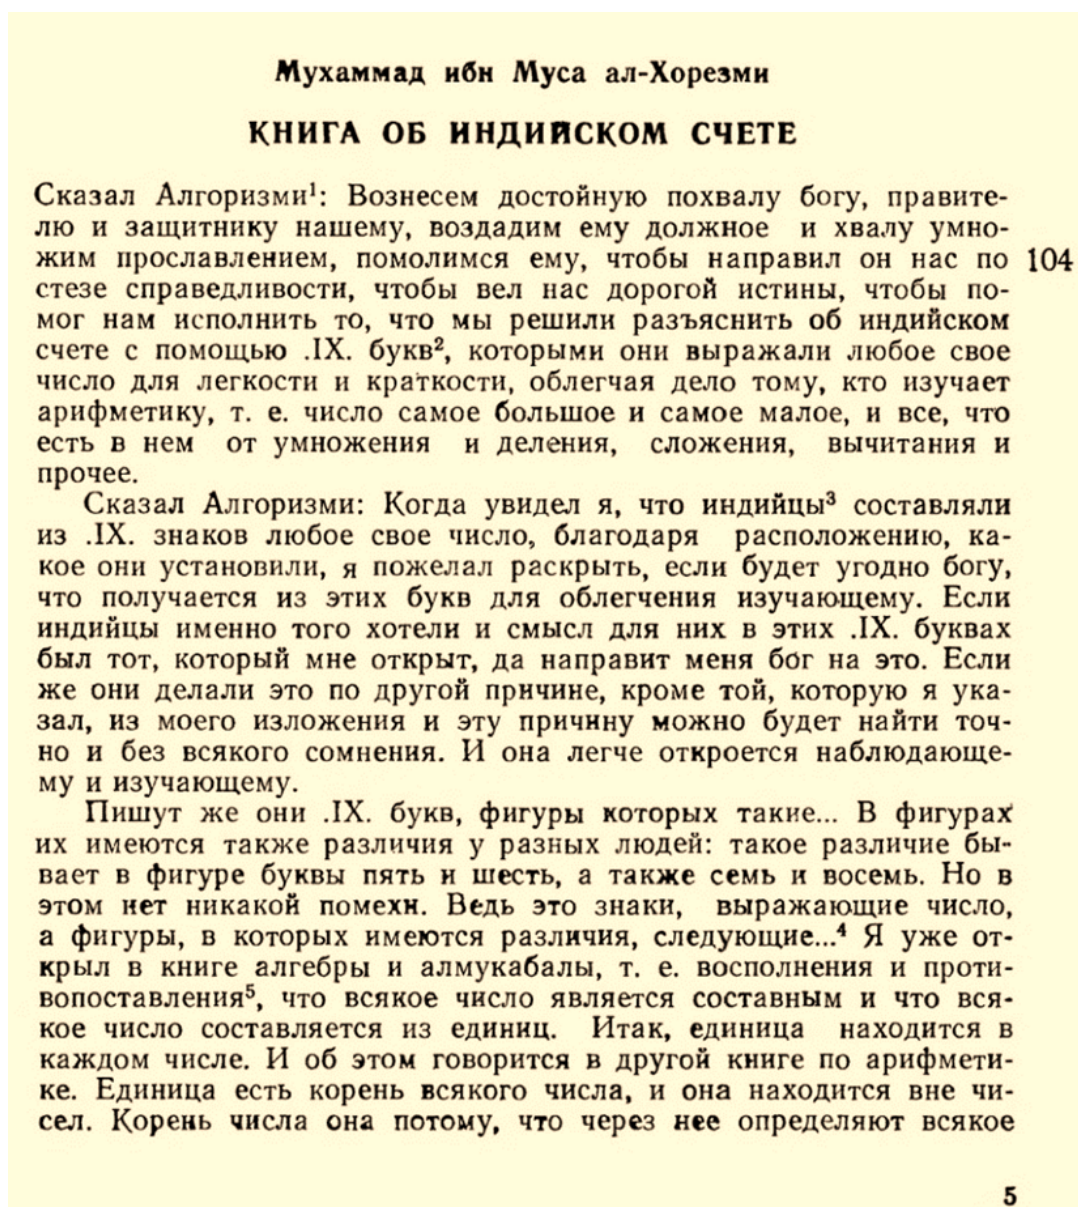 Мухаммад ибн Муса ал-Хорезми
КНИГА ОБ ИНДИЙСКОМ СЧЕТЕ
Сказал Алгоризми¹: Вознесем достойную похвалу богу, правите-
лю и защитнику нашему, воздадим ему должное и хвалу умно-
жим прославлением, помолимся ему, чтобы направил он нас по 104
стезе справедливости, чтобы вел нас дорогой истины, чтобы по-
мог нам исполнить то, что мы решили разъяснить об индийском
счете с помощью .IX. букв², которыми они выражали любое свое
число для легкости и краткости, облегчая дело тому, кто изучает
арифметику, т. е. число самое большое и самое малое, и все, что
есть в нем от умножения и деления, сложения, вычитания и
прочее.
Сказал Алгоризми: Когда увидел я, что индийцы³ составляли
из .IX. знаков любое свое число, благодаря расположению, ка-
кое они установили, я пожелал раскрыть, если будет угодно богу,
что получается из этих букв для облегчения изучающему. Если
индийцы именно того хотели и смысл для них в этих .IX. буквах
был тот, который мне открыт, да направит меня бог на это. Если
же они делали это по другой причине, кроме той, которую я ука-
зал, из моего изложения и эту причину можно будет найти точ-
но и без всякого сомнения. И она легче откроется наблюдающе-
му и изучающему.
Пишут же они .IX. букв, фигуры которых такие... В фигурах
их имеются также различия у разных людей: такое различие бы-
вает в фигуре буквы пять и шесть, а также семь и восемь. Но в
этом нет никакой помехи. Ведь это знаки, выражающие число,
а фигуры, в которых имеются различия, следующие...⁴ Я уже от-
крыл в книге алгебры и алмукабалы, т. е. восполнения и проти-
вопоставления⁵, что всякое число является составным и что вся-
кое число составляется из единиц. Итак, единица находится в
каждом числе. И об этом говорится в другой книге по арифмети-
ке. Единица есть корень всякого числа, и она находится вне чи-
сел. Корень числа она потому, что через нее определяют всякое
5